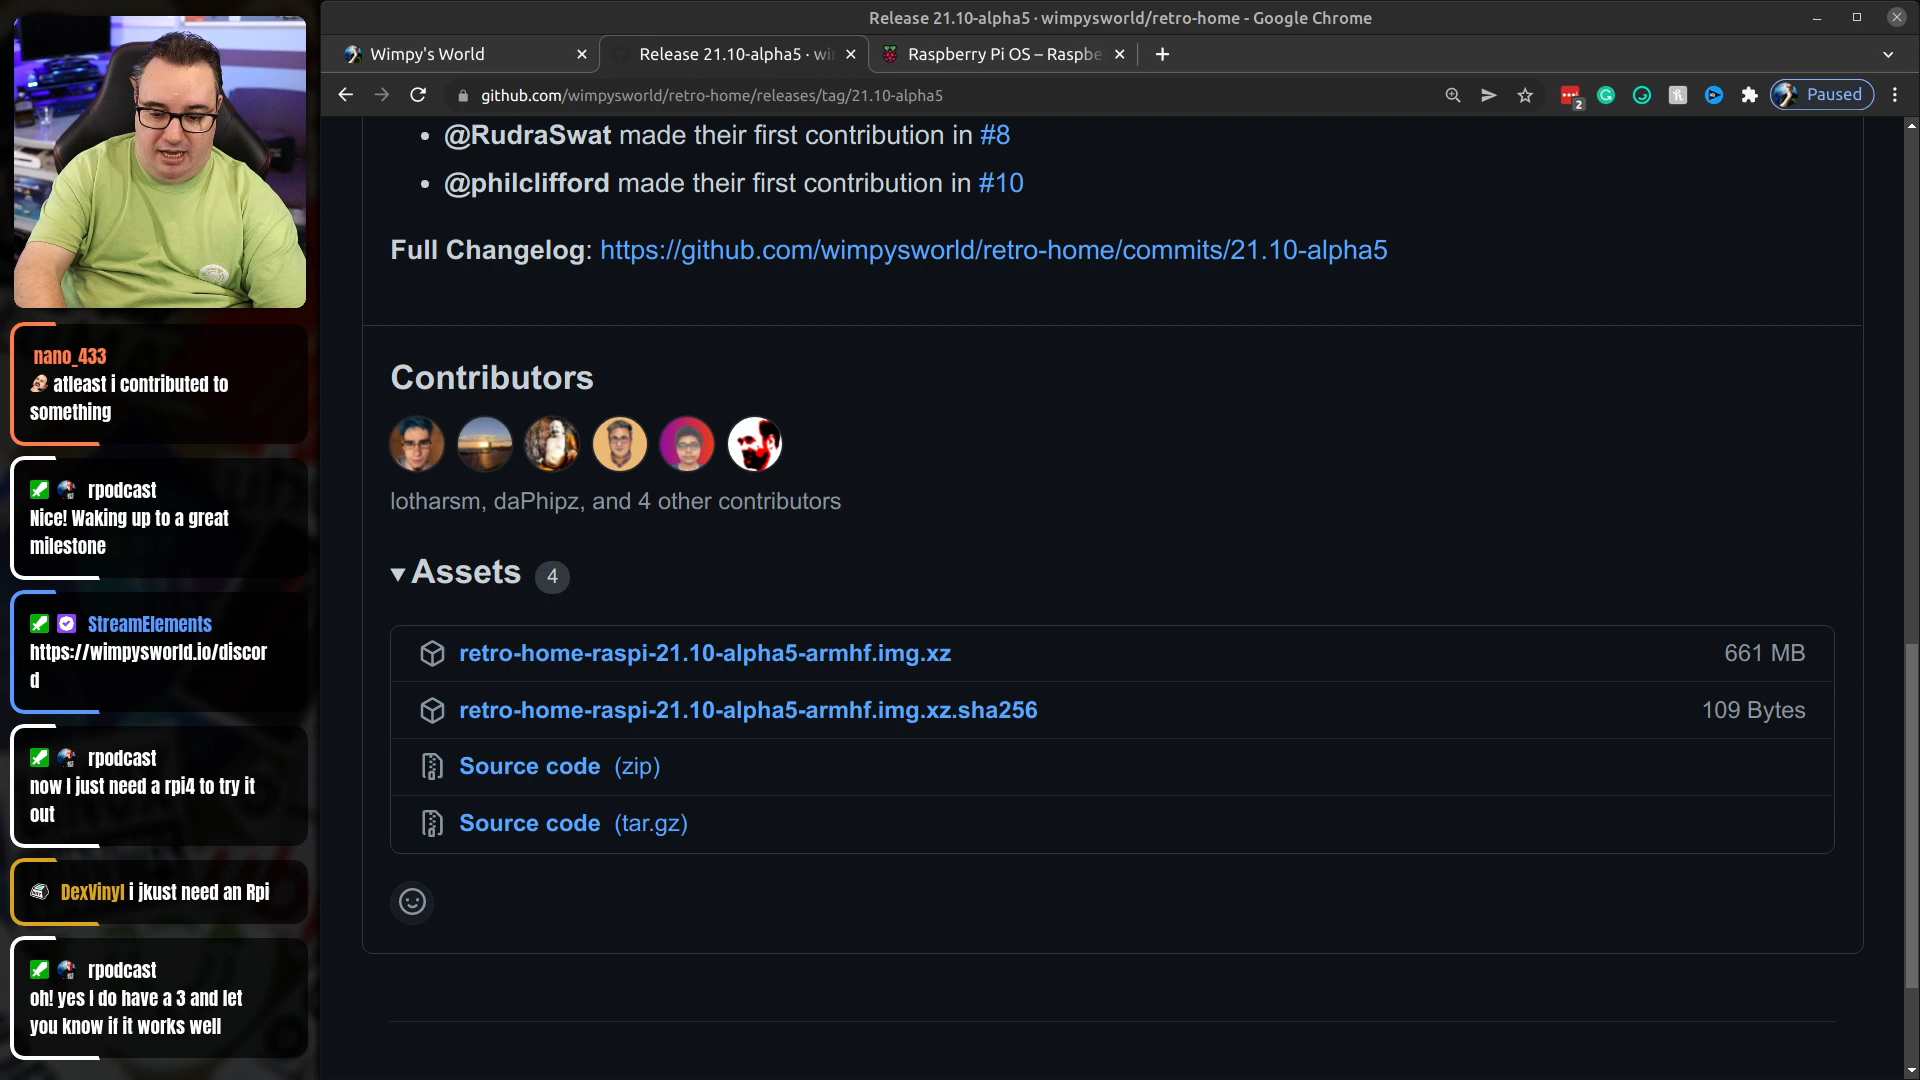 Release 21.10-alpha5 · wimpysworld/retro-home - Google Chrome
Wimpy's World
Release 21.10-alpha5 · wi
Raspberry Pi OS – Raspbe
github.com/wimpysworld/retro-home/releases/tag/21.10-alpha5
2
Paused
@RudraSwat made their first contribution in #8
@philclifford made their first contribution in #10
Full Changelog: https://github.com/wimpysworld/retro-home/commits/21.10-alpha5
Contributors
lotharsm, daPhipz, and 4 other contributors
Assets 4
retro-home-raspi-21.10-alpha5-armhf.img.xz 661 MB
retro-home-raspi-21.10-alpha5-armhf.img.xz.sha256 109 Bytes
Source code (zip)
Source code (tar.gz)
nano_433
atleast i contributed to
something
rpodcast
Nice! Waking up to a great
milestone
StreamElements
https://wimpysworld.io/discor
d
rpodcast
now I just need a rpi4 to try it
out
DexVinyl i jkust need an Rpi
rpodcast
oh! yes I do have a 3 and let
you know if it works well